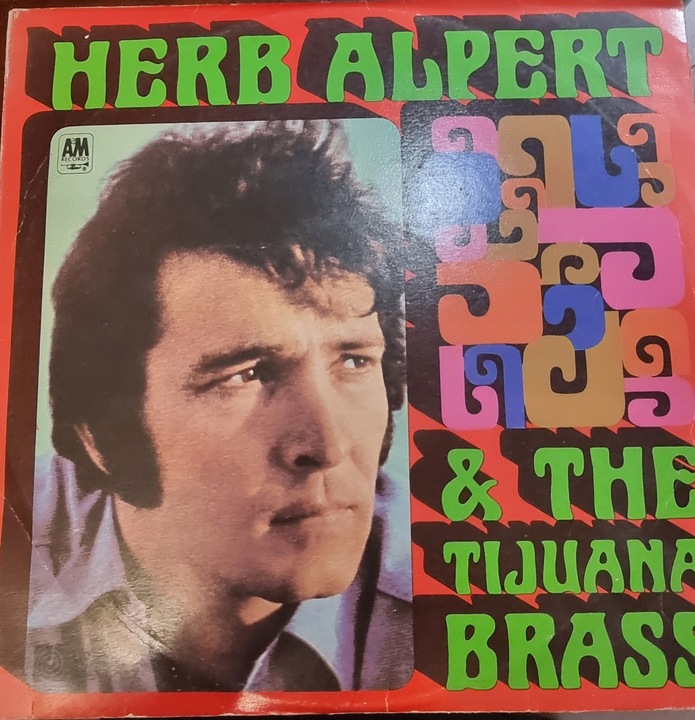 HERB ALPERT
A&M
RECORDS
& THE
TIJUANA
BRASS